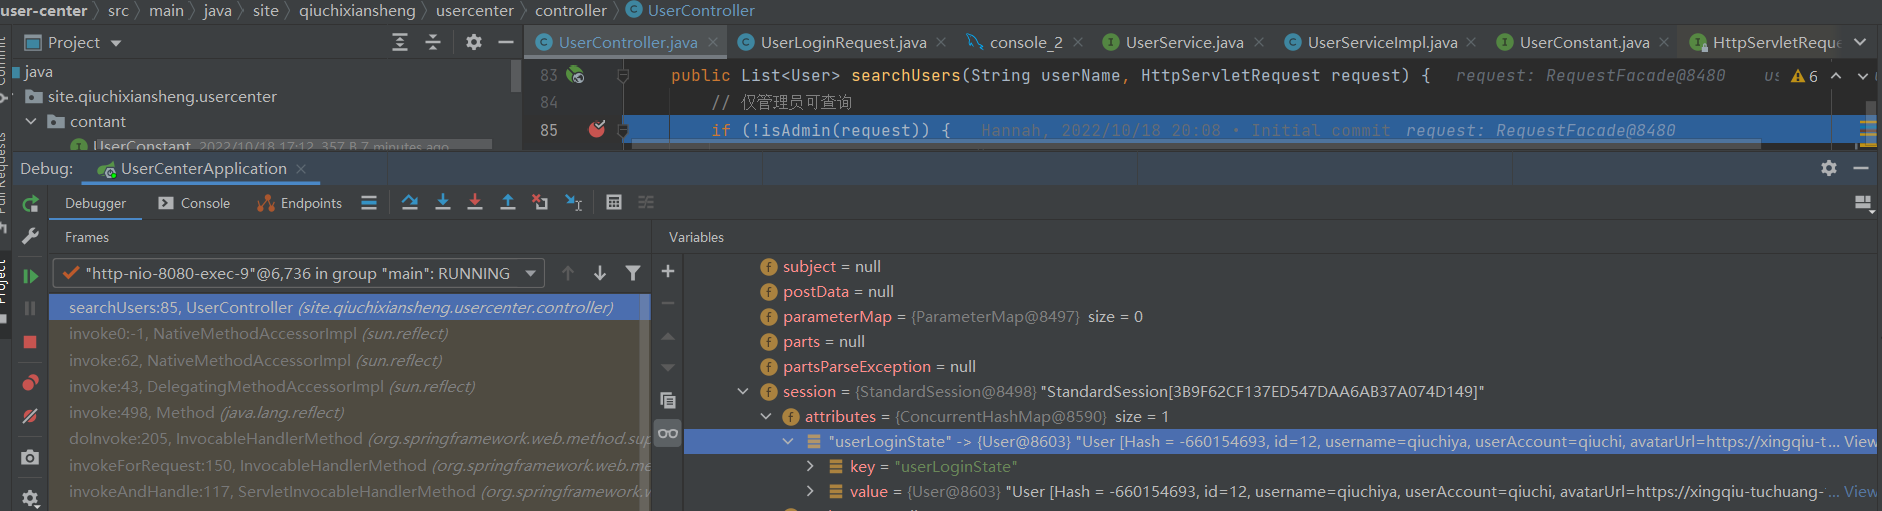 user-center > src > main > java > site > qiuchixiansheng > usercenter > controller > UserController
Project
UserController.java × UserLoginRequest.java × console_2 × UserService.java × UserServiceImpl.java × UserConstant.java × HttpServletReque
Commit
java
site.qiuchixiansheng.usercenter
contant
UserConstant 2022/10/18 17:12, 357 B 7 minutes ago
83 public List<User> searchUsers(String userName, HttpServletRequest request) { request: RequestFacade@8480 us
6
84 // 仅管理员可查询
85 if (!isAdmin(request)) { Hannah, 2022/10/18 20:08 • Initial commit request: RequestFacade@8480
Pull Requests
Project
Debug: UserCenterApplication ×
Debugger Console Endpoints
Frames
"http-nio-8080-exec-9"@6,736 in group "main": RUNNING
searchUsers:85, UserController (site.qiuchixiansheng.usercenter.controller)
invoke0:-1, NativeMethodAccessorImpl (sun.reflect)
invoke:62, NativeMethodAccessorImpl (sun.reflect)
invoke:43, DelegatingMethodAccessorImpl (sun.reflect)
invoke:498, Method (java.lang.reflect)
doInvoke:205, InvocableHandlerMethod (org.springframework.web.method.sup
invokeForRequest:150, InvocableHandlerMethod (org.springframework.web.me
invokeAndHandle:117, ServletInvocableHandlerMethod (org.springframework.w
Variables
subject = null
postData = null
parameterMap = {ParameterMap@8497} size = 0
parts = null
partsParseException = null
session = {StandardSession@8498} "StandardSession[3B9F62CF137ED547DAA6AB37A074D149]"
attributes = {ConcurrentHashMap@8590} size = 1
"userLoginState" -> {User@8603} "User [Hash = -660154693, id=12, username=qiuchiya, userAccount=qiuchi, avatarUrl=https://xingqiu-t... View
key = "userLoginState"
value = {User@8603} "User [Hash = -660154693, id=12, username=qiuchiya, userAccount=qiuchi, avatarUrl=https://xingqiu-tuchuang-... View